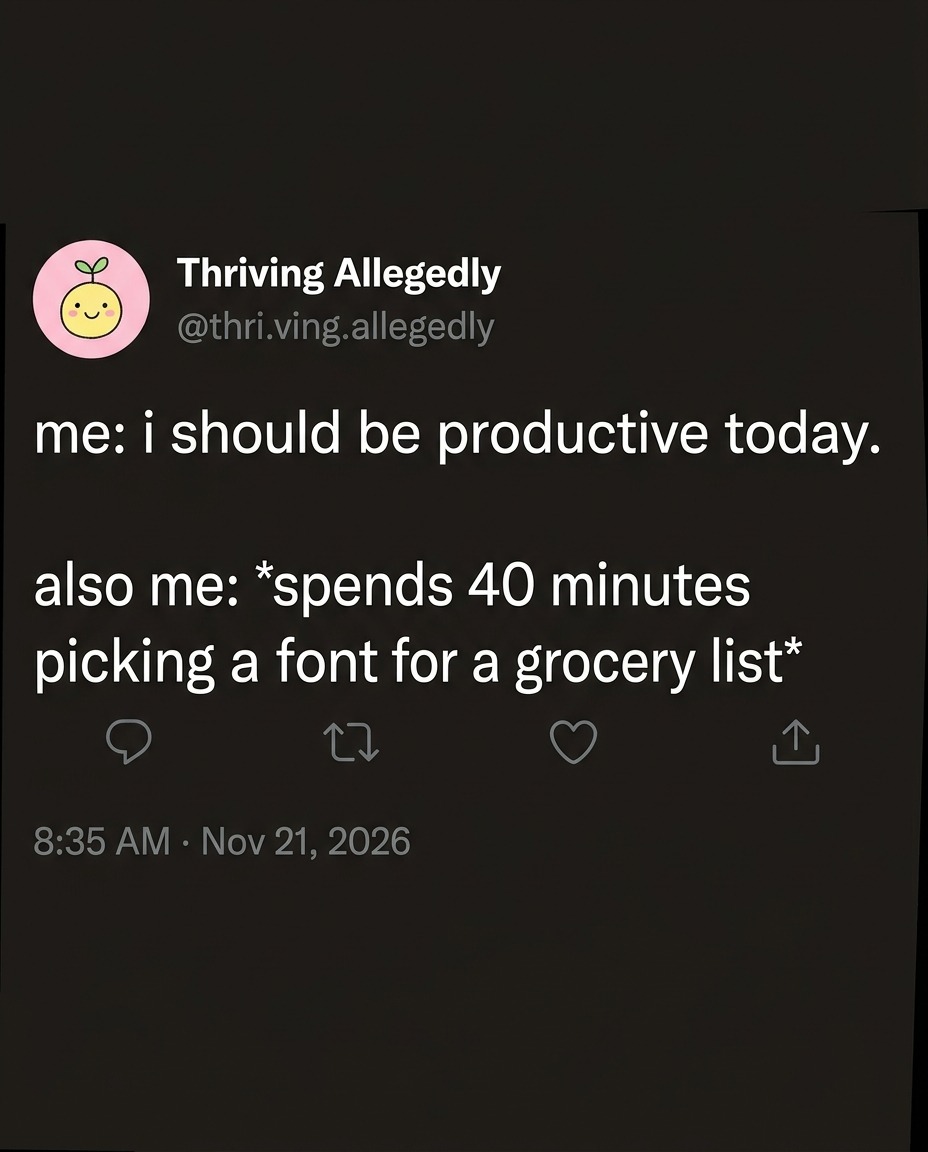 Thriving Allegedly
@thri.ving.allegedly
me: i should be productive today.
also me: *spends 40 minutes
picking a font for a grocery list*
8:35 AM · Nov 21, 2026